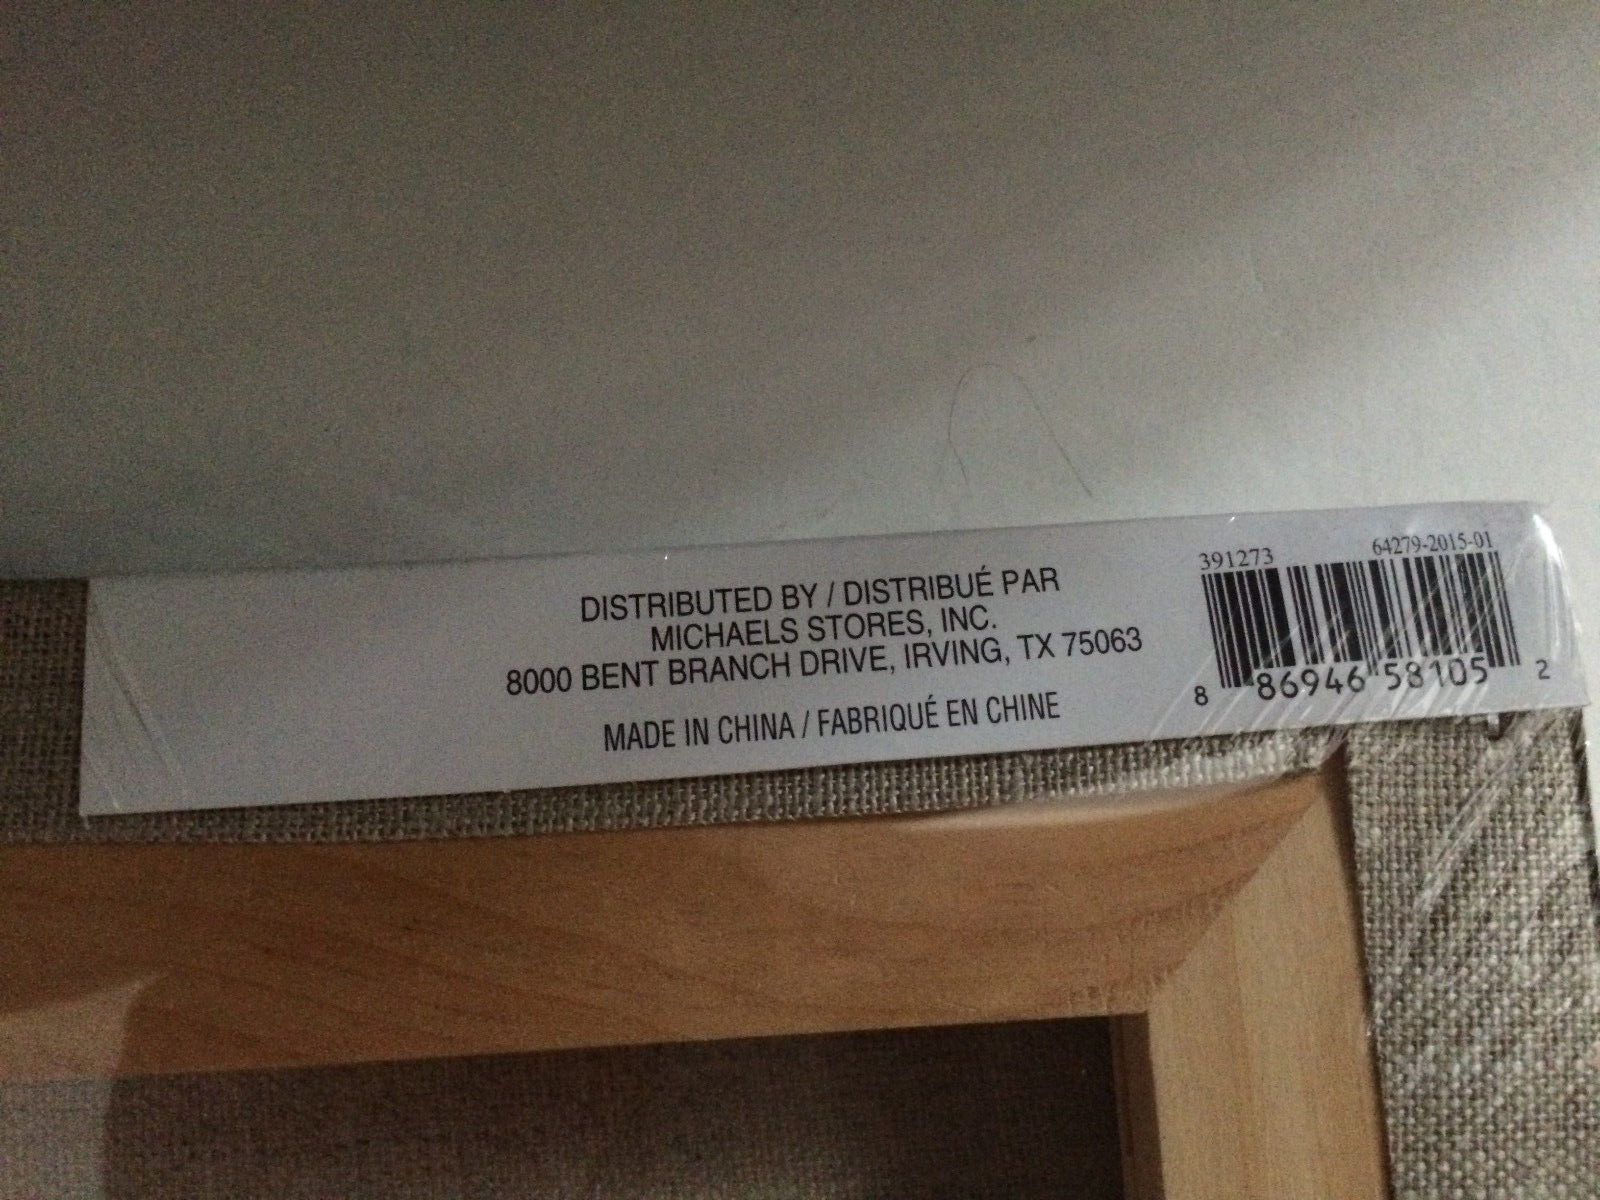 DISTRIBUTED BY / DISTRIBUÉ PAR
MICHAELS STORES, INC.
8000 BENT BRANCH DRIVE, IRVING, TX 75063
MADE IN CHINA / FABRIQUÉ EN CHINE
391273 64279-2015-01
8 86946 58105 2